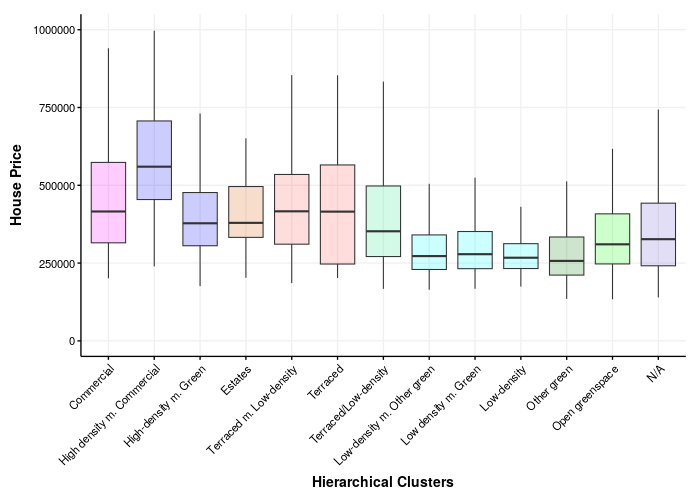 1000000
750000
500000
250000
0
House Price
Commercial
High density m. Commercial
High-density m. Green
Estates
Terraced m. Low-density
Terraced
Terraced/Low-density
Low-density m. Other green
Low density m. Green
Low-density
Other green
Open greenspace
N/A
Hierarchical Clusters